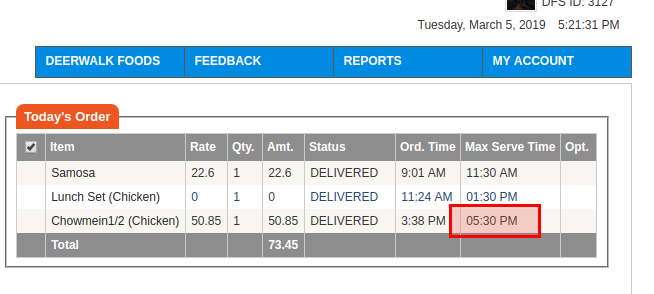 DFS ID: 3127
Tuesday, March 5, 2019 5:21:31 PM
DEERWALK FOODS FEEDBACK REPORTS MY ACCOUNT
Today's Order
Item Rate Qty. Amt. Status Ord. Time Max Serve Time Opt.
Samosa 22.6 1 22.6 DELIVERED 9:01 AM 11:30 AM
Lunch Set (Chicken) 0 1 0 DELIVERED 11:24 AM 01:30 PM
Chowmein1/2 (Chicken) 50.85 1 50.85 DELIVERED 3:38 PM 05:30 PM
Total 73.45